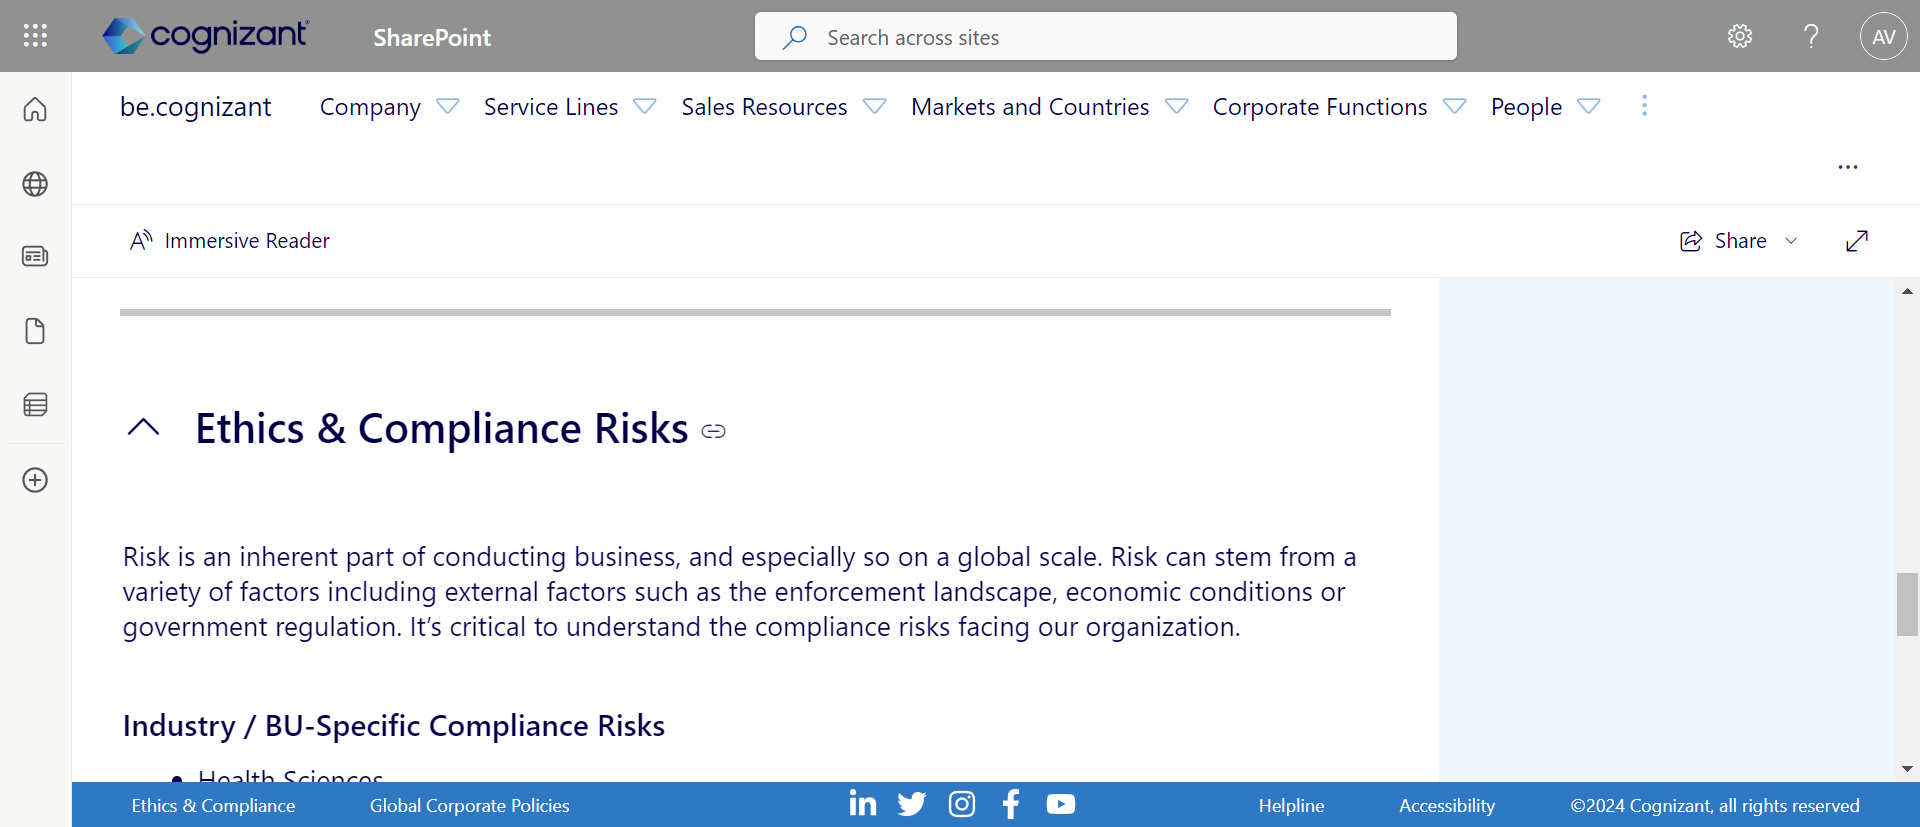 cognizant
SharePoint
Search across sites
AV
be.cognizant
Company
Service Lines
Sales Resources
Markets and Countries
Corporate Functions
People
Immersive Reader
Share
Ethics & Compliance Risks
Risk is an inherent part of conducting business, and especially so on a global scale. Risk can stem from a
variety of factors including external factors such as the enforcement landscape, economic conditions or
government regulation. It’s critical to understand the compliance risks facing our organization.
Industry / BU-Specific Compliance Risks
• Health Sciences
Ethics & Compliance
Global Corporate Policies
Helpline
Accessibility
©2024 Cognizant, all rights reserved